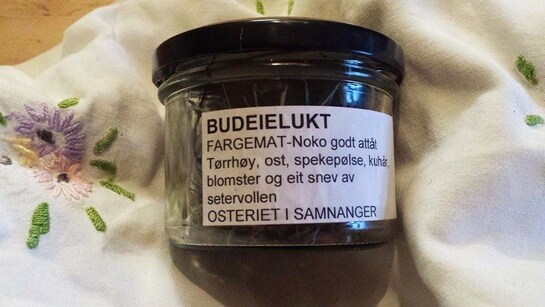 BUDEIELUKT
FARGEMAT-Noko godt attåt
Tørrhøy, ost, spekepølse, kuhår,
blomster og eit snev av
setervollen
OSTERIET I SAMNANGER